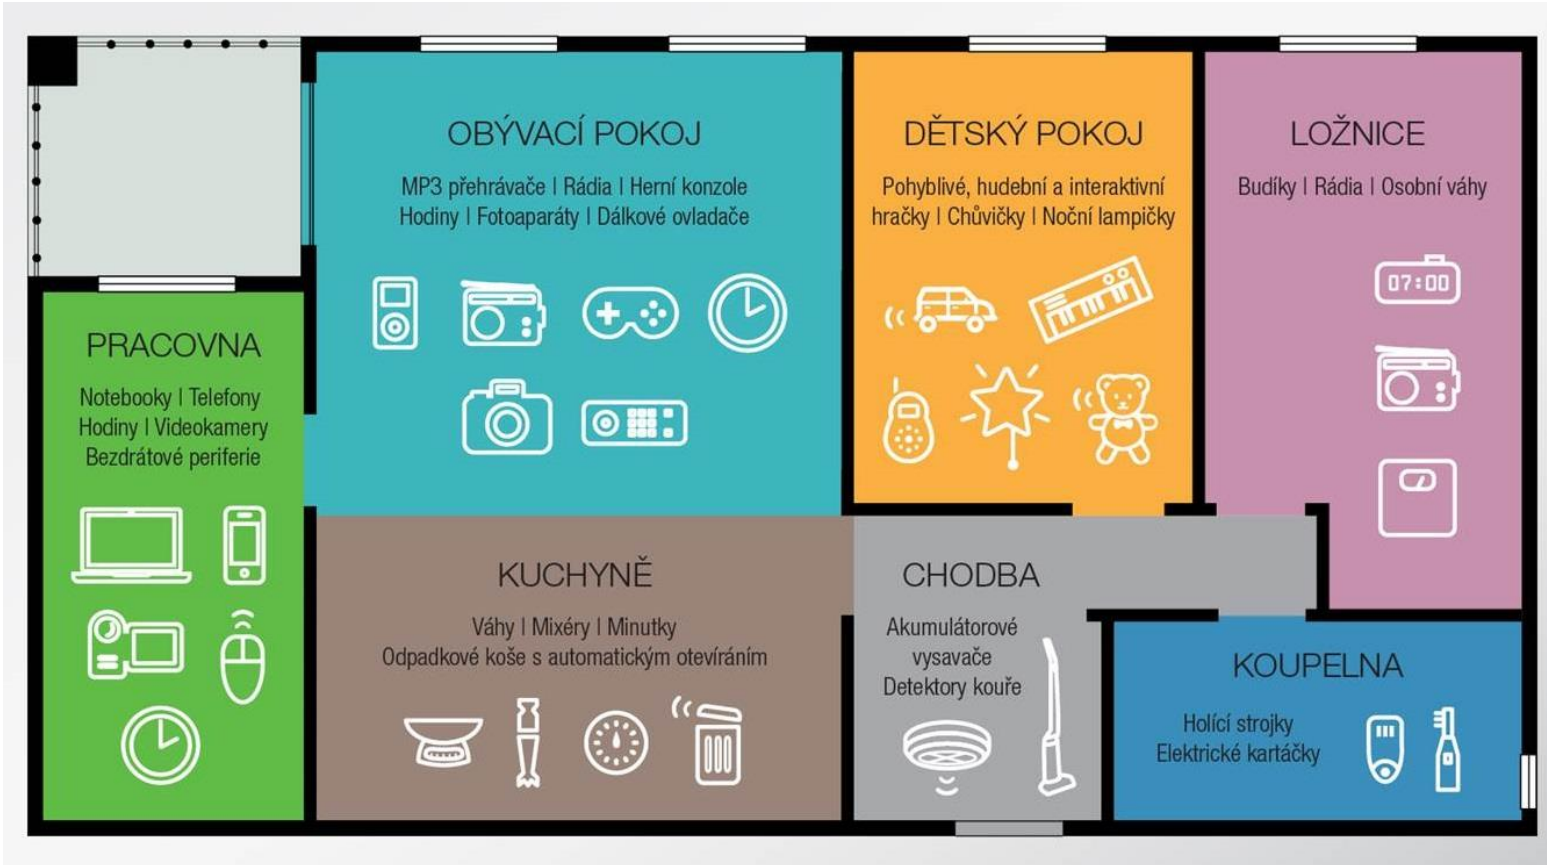 OBÝVACÍ POKOJ
MP3 přehrávače | Rádia | Herní konzole
Hodiny | Fotoaparáty | Dálkové ovladače
DĚTSKÝ POKOJ
Pohyblivé, hudební a interaktivní
hračky | Chůvičky | Noční lampičky
LOŽNICE
Budíky | Rádia | Osobní váhy
07:00
PRACOVNA
Notebooky | Telefony
Hodiny | Videokamery
Bezdrátové periferie
KUCHYNĚ
Váhy | Mixéry | Minutky
Odpadkové koše s automatickým otevíráním
CHODBA
Akumulátorové
vysavače
Detektory kouře
KOUPELNA
Holící strojky
Elektrické kartáčky